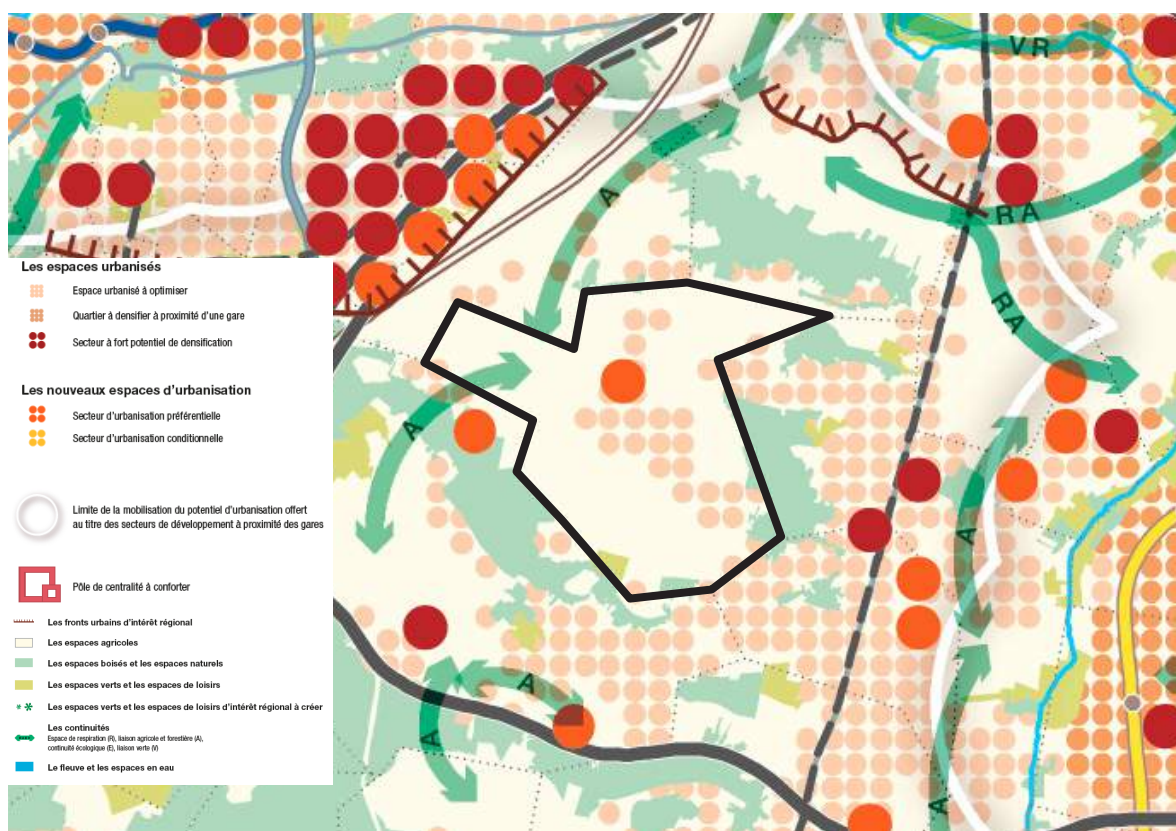 VR
A
RA
RA
A
A
A
A
A
Les espaces urbanisés
Espace urbanisé à optimiser
Quartier à densifier à proximité d'une gare
Secteur à fort potentiel de densification
Les nouveaux espaces d'urbanisation
Secteur d'urbanisation préférentielle
Secteur d'urbanisation conditionnelle
Limite de la mobilisation du potentiel d'urbanisation offert
au titre des secteurs de développement à proximité des gares
Pôle de centralité à conforter
Les fronts urbains d'intérêt régional
Les espaces agricoles
Les espaces boisés et les espaces naturels
Les espaces verts et les espaces de loisirs
Les espaces verts et les espaces de loisirs d'intérêt régional à créer
Les continuités
Espace de respiration (R), liaison agricole et forestière (A),
continuité écologique (E), liaison verte (V)
Le fleuve et les espaces en eau